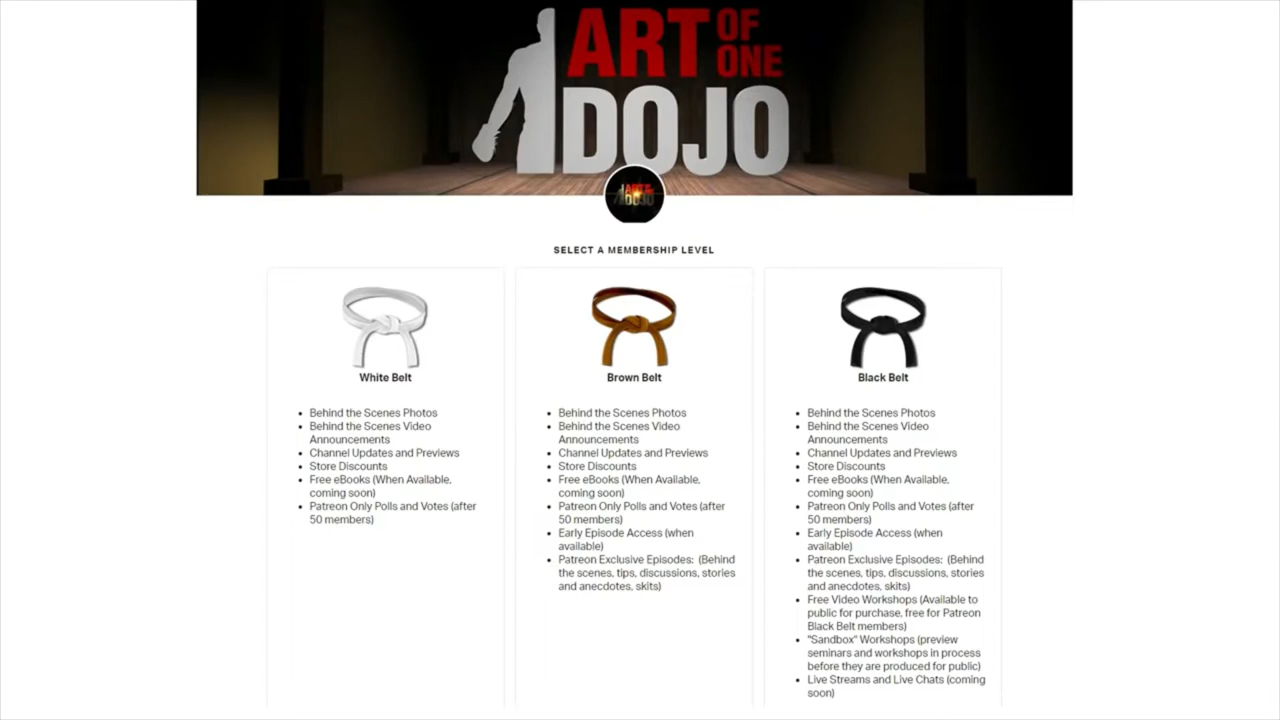 ART OF
ONE
DOJO
ART
DOJO
SELECT A MEMBERSHIP LEVEL
White Belt
• Behind the Scenes Photos
• Behind the Scenes Video
Announcements
• Channel Updates and Previews
• Store Discounts
• Free eBooks (When Available,
coming soon)
• Patreon Only Polls and Votes (after
50 members)
Brown Belt
• Behind the Scenes Photos
• Behind the Scenes Video
Announcements
• Channel Updates and Previews
• Store Discounts
• Free eBooks (When Available,
coming soon)
• Patreon Only Polls and Votes (after
50 members)
• Early Episode Access (when
available)
• Patreon Exclusive Episodes: (Behind
the scenes, tips, discussions, stories
and anecdotes, skits)
Black Belt
• Behind the Scenes Photos
• Behind the Scenes Video
Announcements
• Channel Updates and Previews
• Store Discounts
• Free eBooks (When Available,
coming soon)
• Patreon Only Polls and Votes (after
50 members)
• Early Episode Access (when
available)
• Patreon Exclusive Episodes: (Behind
the scenes, tips, discussions, stories
and anecdotes, skits)
• Free Video Workshops (Available to
public for purchase, free for Patreon
Black Belt members)
• "Sandbox" Workshops (preview
seminars and workshops in process
before they are produced for public)
• Live Streams and Live Chats (coming
soon)